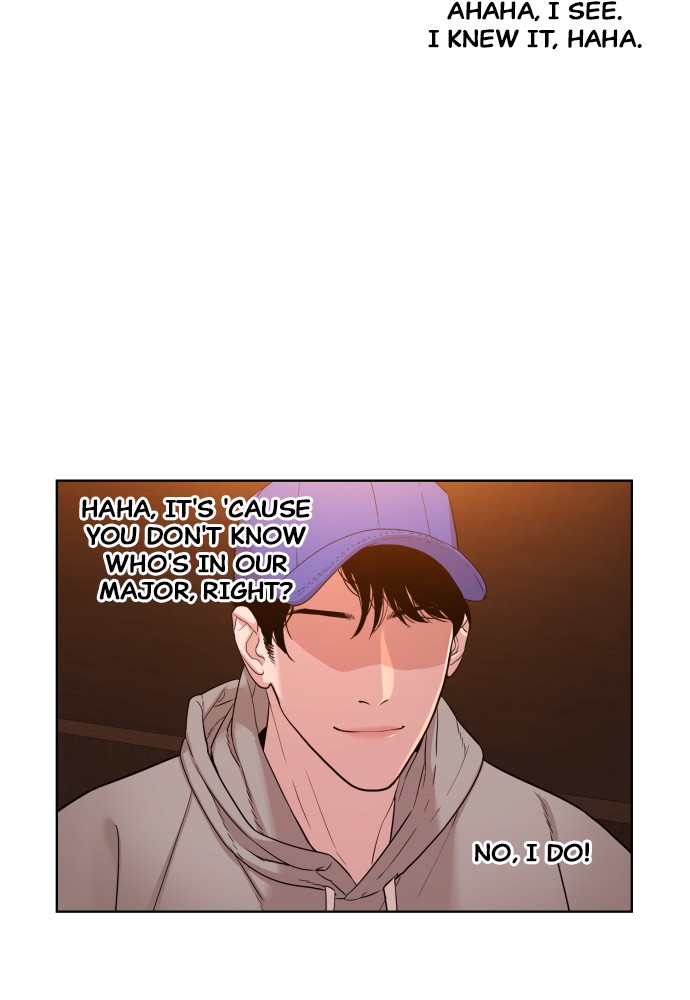 AHAHA, I SEE.
I KNEW IT, HAHA.
HAHA, IT'S 'CAUSE
YOU DON'T KNOW
WHO'S IN OUR
MAJOR, RIGHT?
NO, I DO!